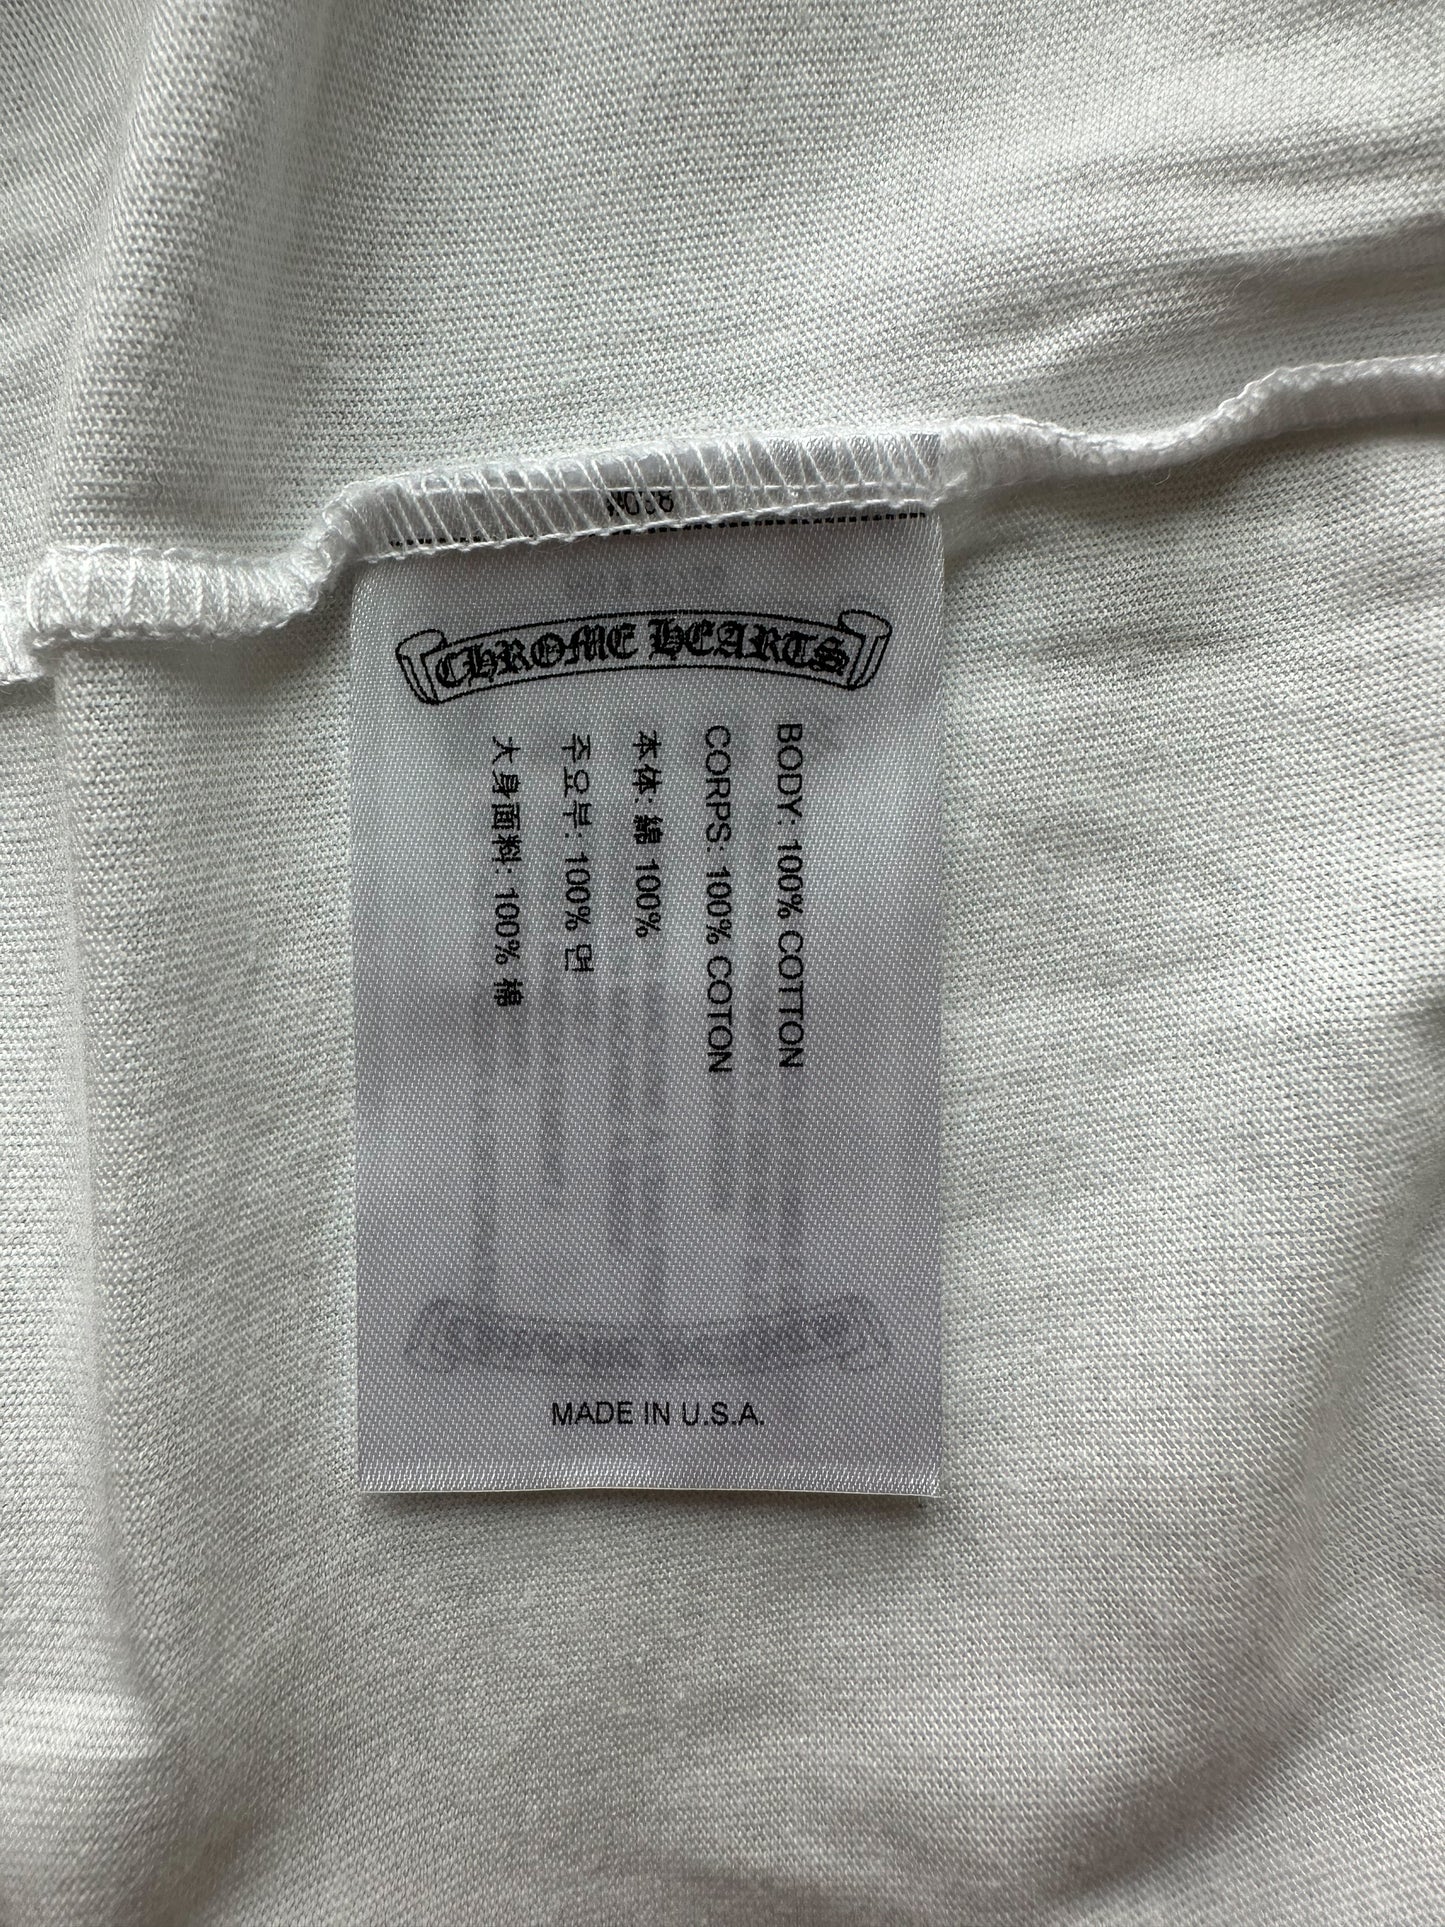 CHROME HEARTS
BODY: 100% COTTON
CORPS: 100% COTON
本体: 綿 100%
주요부: 100% 면
大身面料: 100% 棉
MADE IN U.S.A.